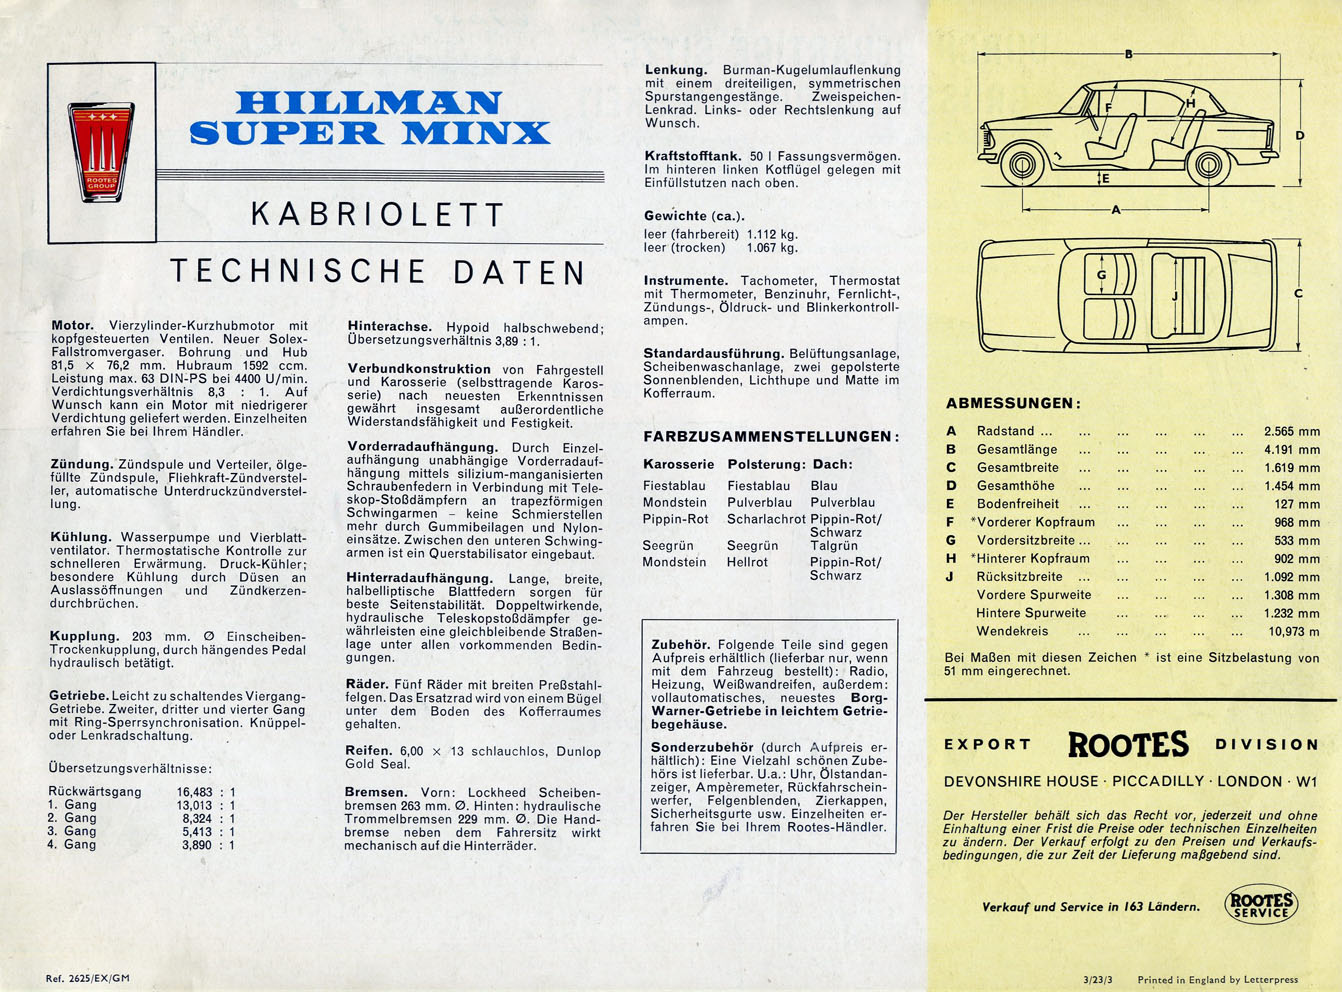 ROOTES
GROUP
HILLMAN
SUPER MINX
KABRIOLETT
TECHNISCHE DATEN
Motor. Vierzylinder-Kurzhubmotor mit
kopfgesteuerten Ventilen. Neuer Solex-
Fallstromvergaser. Bohrung und Hub
81,5 × 76,2 mm. Hubraum 1592 ccm.
Leistung max. 63 DIN-PS bei 4400 U/min.
Verdichtungsverhältnis 8,3 : 1. Auf
Wunsch kann ein Motor mit niedrigerer
Verdichtung geliefert werden. Einzelheiten
erfahren Sie bei Ihrem Händler.
Zündung. Zündspule und Verteiler, ölge-
füllte Zündspule, Fliehkraft-Zündverstel-
ler, automatische Unterdruckzündverstel-
lung.
Kühlung. Wasserpumpe und Vierblatt-
ventilator. Thermostatische Kontrolle zur
schnelleren Erwärmung. Druck-Kühler;
besondere Kühlung durch Düsen an
Auslassöffnungen und Zündkerzen-
durchbrüchen.
Kupplung. 203 mm. Ø Einscheiben-
Trockenkupplung, durch hängendes Pedal
hydraulisch betätigt.
Getriebe. Leicht zu schaltendes Viergang-
Getriebe. Zweiter, dritter und vierter Gang
mit Ring-Sperrsynchronisation. Knüppel-
oder Lenkradschaltung.
Übersetzungsverhältnisse:
Rückwärtsgang 16,483 : 1
1. Gang 13,013 : 1
2. Gang 8,324 : 1
3. Gang 5,413 : 1
4. Gang 3,890 : 1
Hinterachse. Hypoid halbschwebend;
Übersetzungsverhältnis 3,89 : 1.
Verbundkonstruktion von Fahrgestell
und Karosserie (selbsttragende Karos-
serie) nach neuesten Erkenntnissen
gewährt insgesamt außerordentliche
Widerstandsfähigkeit und Festigkeit.
Vorderradaufhängung. Durch Einzel-
aufhängung unabhängige Vorderradauf-
hängung mittels silizium-manganisierten
Schraubenfedern in Verbindung mit Tele-
skop-Stoßdämpfern an trapezförmigen
Schwingarmen – keine Schmierstellen
mehr durch Gummibeilagen und Nylon-
einsätze. Zwischen den unteren Schwing-
armen ist ein Querstabilisator eingebaut.
Hinterradaufhängung. Lange, breite,
halbelliptische Blattfedern sorgen für
beste Seitenstabilität. Doppeltwirkende,
hydraulische Teleskopstoßdämpfer ge-
währleisten eine gleichbleibende Straßen-
lage unter allen vorkommenden Bedin-
gungen.
Räder. Fünf Räder mit breiten Preßstahl-
felgen. Das Ersatzrad wird von einem Bügel
unter dem Boden des Kofferraumes
gehalten.
Reifen. 6,00 × 13 schlauchlos, Dunlop
Gold Seal.
Bremsen. Vorn: Lockheed Scheiben-
bremsen 263 mm. Ø. Hinten: hydraulische
Trommelbremsen 229 mm. Ø. Die Hand-
bremse neben dem Fahrersitz wirkt
mechanisch auf die Hinterräder.
Lenkung. Burman-Kugelumlauflenkung
mit einem dreiteiligen, symmetrischen
Spurstangengestänge. Zweispeichen-
Lenkrad. Links- oder Rechtslenkung auf
Wunsch.
Kraftstofftank. 50 l Fassungsvermögen.
Im hinteren linken Kotflügel gelegen mit
Einfüllstutzen nach oben.
Gewichte (ca.).
leer (fahrbereit) 1.112 kg.
leer (trocken) 1.067 kg.
Instrumente. Tachometer, Thermostat
mit Thermometer, Benzinuhr, Fernlicht-,
Zündungs-, Öldruck- und Blinkerkontroll-
ampen.
Standardausführung. Belüftungsanlage,
Scheibenwaschanlage, zwei gepolsterte
Sonnenblenden, Lichthupe und Matte im
Kofferraum.
FARBZUSAMMENSTELLUNGEN:
Karosserie Polsterung: Dach:
Fiestablau Fiestablau Blau
Mondstein Pulverblau Pulverblau
Pippin-Rot Scharlachrot Pippin-Rot/
Schwarz
Seegrün Seegrün Talgrün
Mondstein Hellrot Pippin-Rot/
Schwarz
Zubehör. Folgende Teile sind gegen
Aufpreis erhältlich (lieferbar nur, wenn
mit dem Fahrzeug bestellt): Radio,
Heizung, Weißwandreifen, außerdem:
vollautomatisches, neuestes Borg-
Warner-Getriebe in leichtem Getrie-
begehäuse.
Sonderzubehör (durch Aufpreis er-
hältlich): Eine Vielzahl schönen Zube-
hörs ist lieferbar. U.a.: Uhr, Ölstandan-
zeiger, Ampèremeter, Rückfahrschein-
werfer, Felgenblenden, Zierkappen,
Sicherheitsgurte usw. Einzelheiten er-
fahren Sie bei Ihrem Rootes-Händler.
B
F
H
D
J
E
A
G
J
C
ABMESSUNGEN:
A Radstand ... ... ... ... ... ... 2.565 mm
B Gesamtlänge ... ... ... ... ... 4.191 mm
C Gesamtbreite ... ... ... ... ... 1.619 mm
D Gesamthöhe ... ... ... ... ... 1.454 mm
E Bodenfreiheit ... ... ... ... ... 127 mm
F *Vorderer Kopfraum ... ... ... ... 968 mm
G Vordersitzbreite ... ... ... ... ... 533 mm
H *Hinterer Kopfraum ... ... ... ... 902 mm
J Rücksitzbreite ... ... ... ... ... 1.092 mm
Vordere Spurweite ... ... ... ... 1.308 mm
Hintere Spurweite ... ... ... ... 1.232 mm
Wendekreis ... ... ... ... ... 10,973 m
Bei Maßen mit diesen Zeichen * ist eine Sitzbelastung von
51 mm eingerechnet.
EXPORT ROOTES DIVISION
DEVONSHIRE HOUSE · PICCADILLY · LONDON · W1
Der Hersteller behält sich das Recht vor, jederzeit und ohne
Einhaltung einer Frist die Preise oder technischen Einzelheiten
zu ändern. Der Verkauf erfolgt zu den Preisen und Verkaufs-
bedingungen, die zur Zeit der Lieferung maßgebend sind.
Verkauf und Service in 163 Ländern.
ROOTES
SERVICE
Ref. 2625/EX/GM
3/23/3 Printed in England by Letterpress